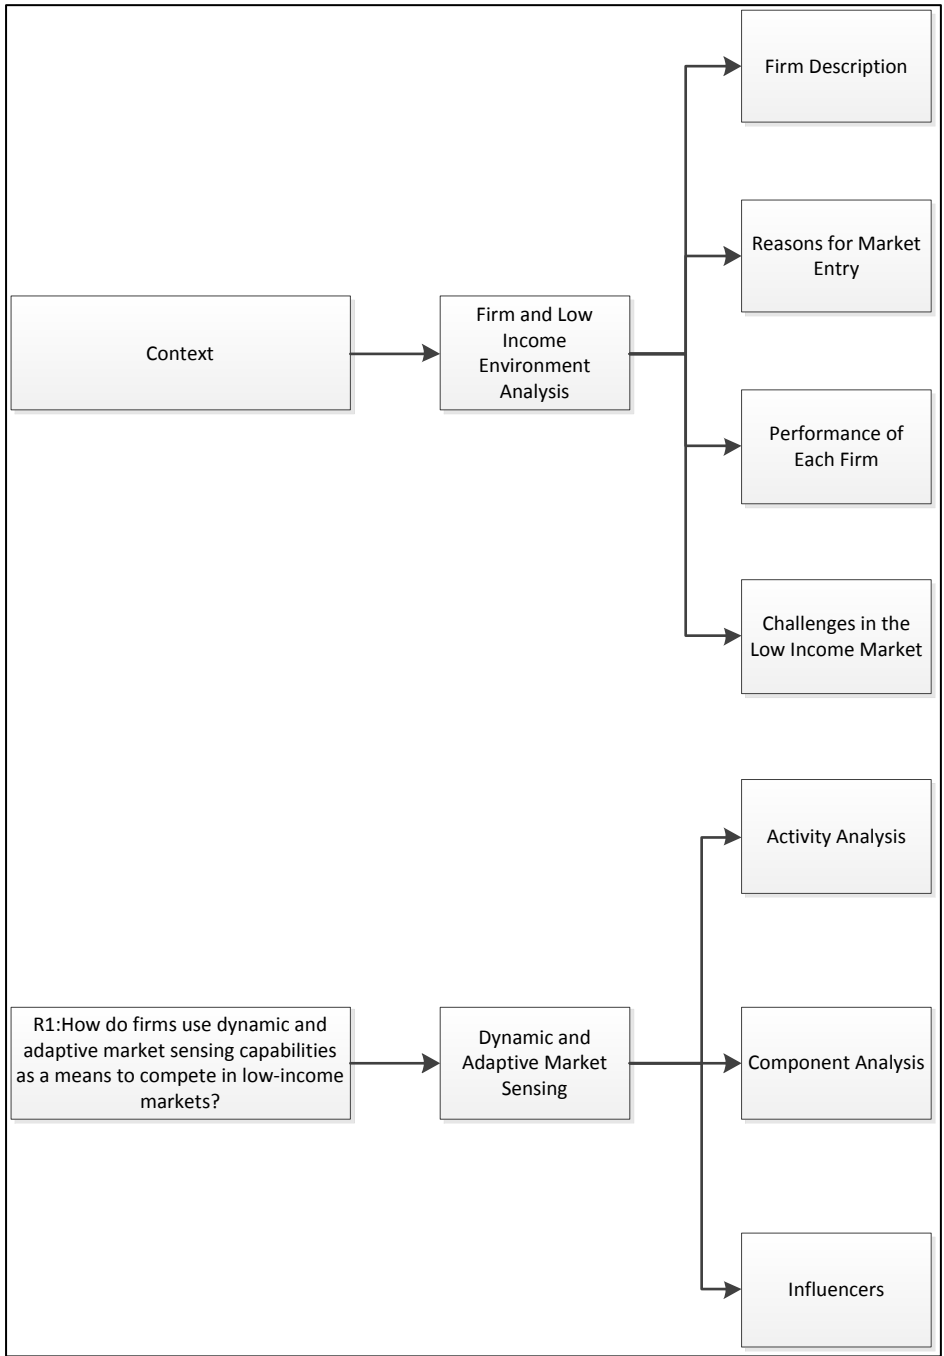 Firm Description
Reasons for Market
Entry
Context
Firm and Low
Income
Environment
Analysis
Performance of
Each Firm
Challenges in the
Low Income Market
Activity Analysis
R1:How do firms use dynamic and
adaptive market sensing capabilities
as a means to compete in low-income
markets?
Dynamic and
Adaptive Market
Sensing
Component Analysis
Influencers